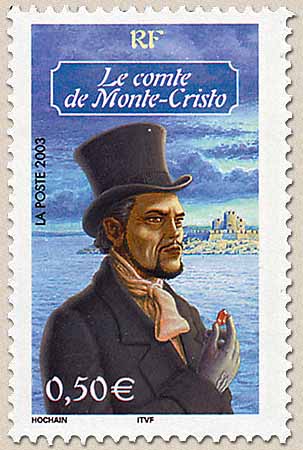 RF
Le comte
de Monte-Cristo
LA POSTE 2003
0,50€
HOCHAIN ITVF